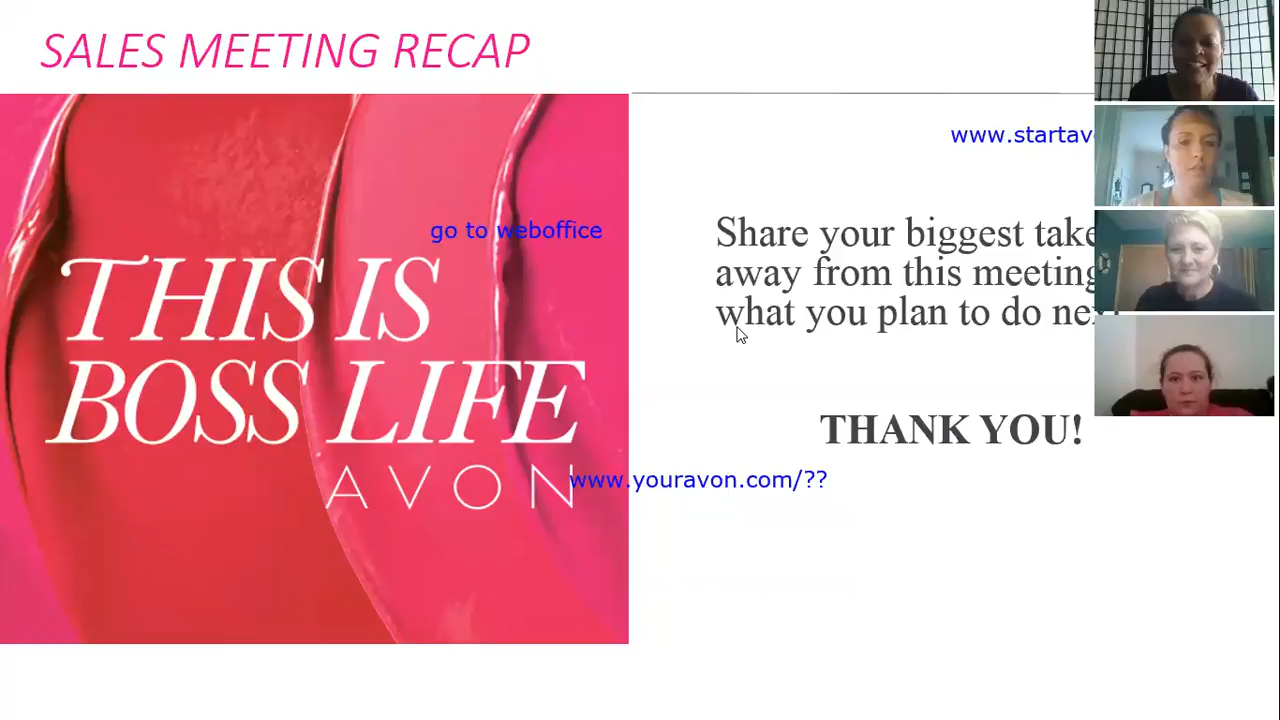 SALES MEETING RECAP
www.startav
go to weboffice
Share your biggest take
away from this meeting
what you plan to do ne
THIS IS
BOSS LIFE
AVON
THANK YOU!
www.youravon.com/??